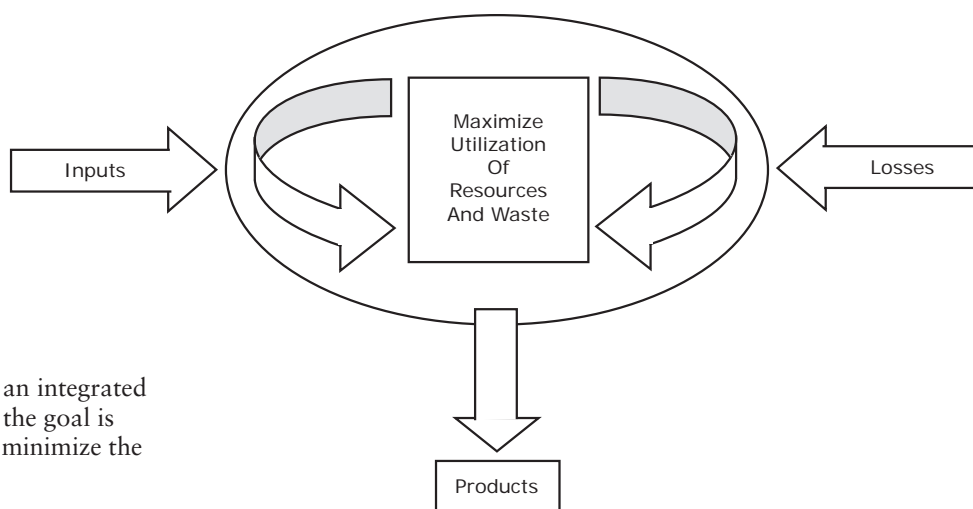 Maximize
Utilization
Of
Resources
And Waste
Inputs
Losses
an integrated
the goal is
minimize the
Products